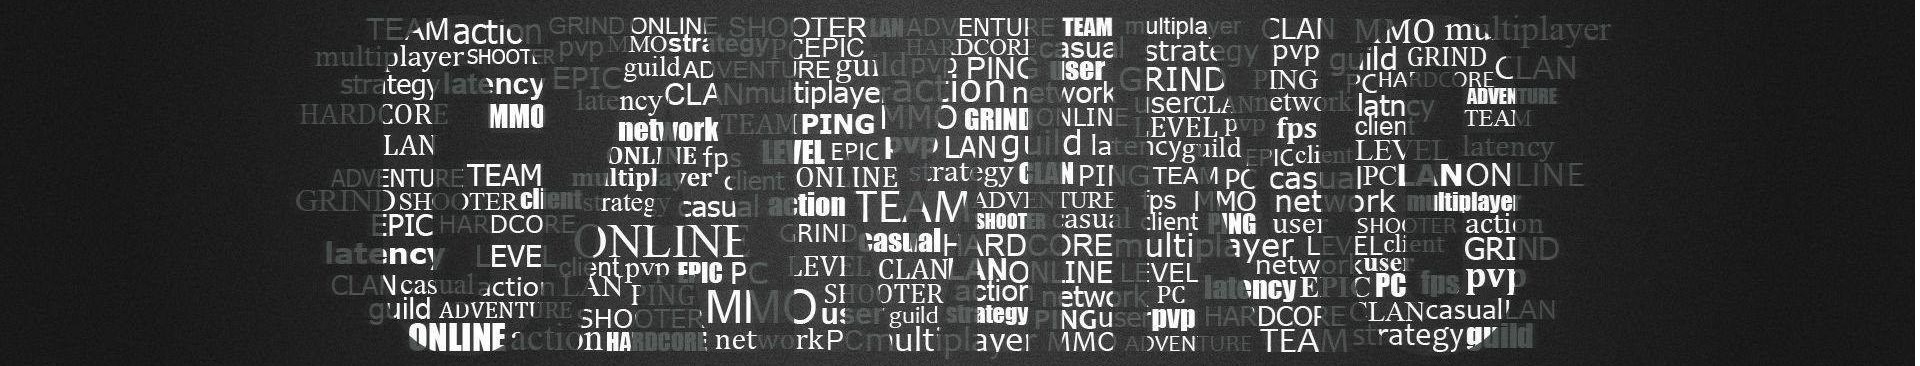 GAMING
TEAM action GRIND ONLINE SHOOTER LAN ADVENTURE TEAM multiplayer CLAN MMO multiplayer
multiplayer SHOOTER pvp MMO strategy PC EPIC HARDCORE casual strategy pvp guild GRIND
strategy latency EPIC guild ADVENTURE guild pvp PING user GRIND PING PC HARDCORE CLAN
latency CLAN multiplayer action network user CLAN network latncy ADVENTURE
HARDCORE MMO network TEAM PING MMO GRIND ONLINE LEVEL pvp fps client TEAM
LAN ONLINE fps LEVEL EPIC pvp LAN guild latency guild EPIC client LEVEL latency
ADVENTURE TEAM multiplayer client ONLINE strategy CLAN PING TEAM PC casual PC LAN ONLINE
GRIND SHOOTER client strategy casual action TEAM ADVENTURE fps MMO network multiplayer
EPIC HARDCORE ONLINE GRIND casual SHOOTER casual client PING user SHOOTER action
latency LEVEL HARDCORE multiplayer LEVEL client GRIND
client pvp EPIC PC LEVEL CLAN LAN ONLINE LEVEL network user
CLAN casual action LAN PING MMO SHOOTER action network PC latency EPIC PC fps pvp
guild ADVENTURE SHOOTER user guild strategy PING user pvp HARDCORE CLAN casual LAN
ONLINE action HARDCORE network PC multiplayer MMO ADVENTURE TEAM strategy guild